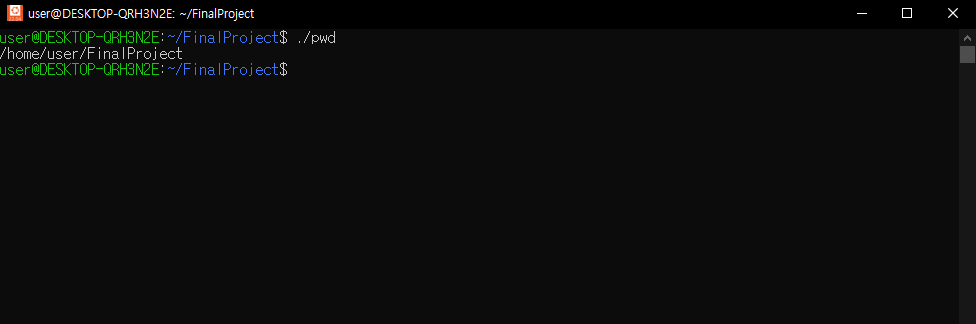 user@DESKTOP-QRH3N2E: ~/FinalProject
user@DESKTOP-QRH3N2E:~/FinalProject$ ./pwd
/home/user/FinalProject
user@DESKTOP-QRH3N2E:~/FinalProject$